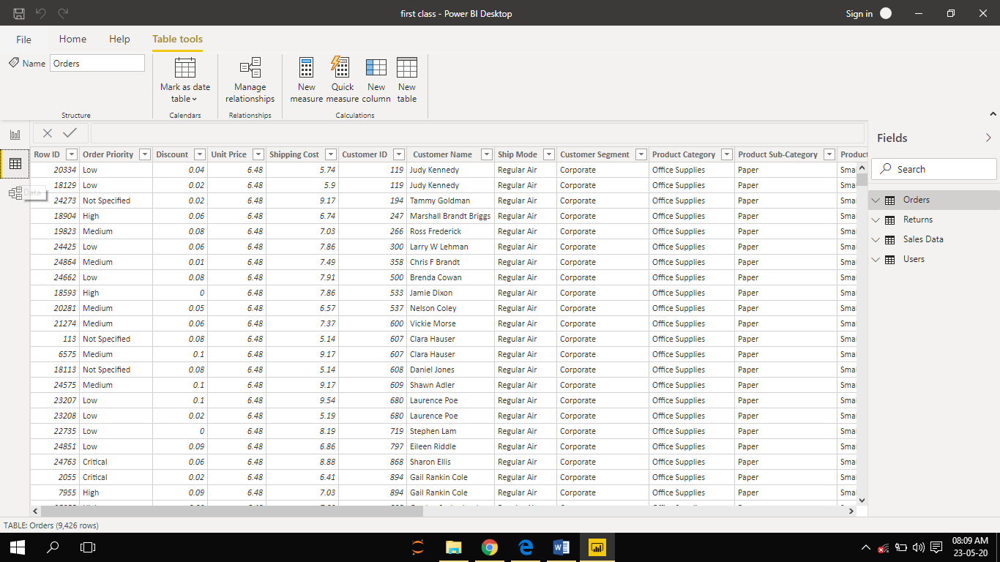 first class - Power BI Desktop
Sign in
File Home Help Table tools
Name Orders
Mark as date table
Manage relationships
New measure
Quick measure
New column
New table
Structure Calendars Relationships Calculations
Row ID Order Priority Discount Unit Price Shipping Cost Customer ID Customer Name Ship Mode Customer Segment Product Category Product Sub-Category Product
20334 Low 0.04 6.48 5.74 119 Judy Kennedy Regular Air Corporate Office Supplies Paper Sma
18129 Low 0.02 6.48 5.9 119 Judy Kennedy Regular Air Corporate Office Supplies Paper Sma
24273 Not Specified 0.02 6.48 9.17 194 Tammy Goldman Regular Air Corporate Office Supplies Paper Sma
18904 High 0.06 6.48 6.74 247 Marshall Brandt Briggs Regular Air Corporate Office Supplies Paper Sma
19823 Medium 0.08 6.48 7.03 266 Ross Frederick Regular Air Corporate Office Supplies Paper Sma
24425 Low 0.06 6.48 7.86 300 Larry W Lehman Regular Air Corporate Office Supplies Paper Sma
24864 Medium 0.01 6.48 7.49 358 Chris F Brandt Regular Air Corporate Office Supplies Paper Sma
24662 Low 0.08 6.48 7.91 500 Brenda Cowan Regular Air Corporate Office Supplies Paper Sma
18593 High 0 6.48 7.86 533 Jamie Dixon Regular Air Corporate Office Supplies Paper Sma
20281 Medium 0.05 6.48 6.57 537 Nelson Coley Regular Air Corporate Office Supplies Paper Sma
21274 Medium 0.06 6.48 7.37 600 Vickie Morse Regular Air Corporate Office Supplies Paper Sma
113 Not Specified 0.08 6.48 5.14 607 Clara Hauser Regular Air Corporate Office Supplies Paper Sma
6575 Medium 0.1 6.48 9.17 607 Clara Hauser Regular Air Corporate Office Supplies Paper Sma
18113 Not Specified 0.08 6.48 5.14 608 Daniel Jones Regular Air Corporate Office Supplies Paper Sma
24575 Medium 0.1 6.48 9.17 609 Shawn Adler Regular Air Corporate Office Supplies Paper Sma
23207 Low 0.1 6.48 9.54 680 Laurence Poe Regular Air Corporate Office Supplies Paper Sma
23208 Low 0.02 6.48 5.19 680 Laurence Poe Regular Air Corporate Office Supplies Paper Sma
22735 Low 0 6.48 8.19 719 Stephen Lam Regular Air Corporate Office Supplies Paper Sma
24851 Low 0.09 6.48 6.86 797 Eileen Riddle Regular Air Corporate Office Supplies Paper Sma
24763 Critical 0.06 6.48 8.88 868 Sharon Ellis Regular Air Corporate Office Supplies Paper Sma
2055 Critical 0.02 6.48 6.41 894 Gail Rankin Cole Regular Air Corporate Office Supplies Paper Sma
7955 High 0.09 6.48 7.03 894 Gail Rankin Cole Regular Air Corporate Office Supplies Paper Sma
Data
Fields
Search
Orders
Returns
Sales Data
Users
TABLE: Orders (9,426 rows)
08:09 AM
23-05-20